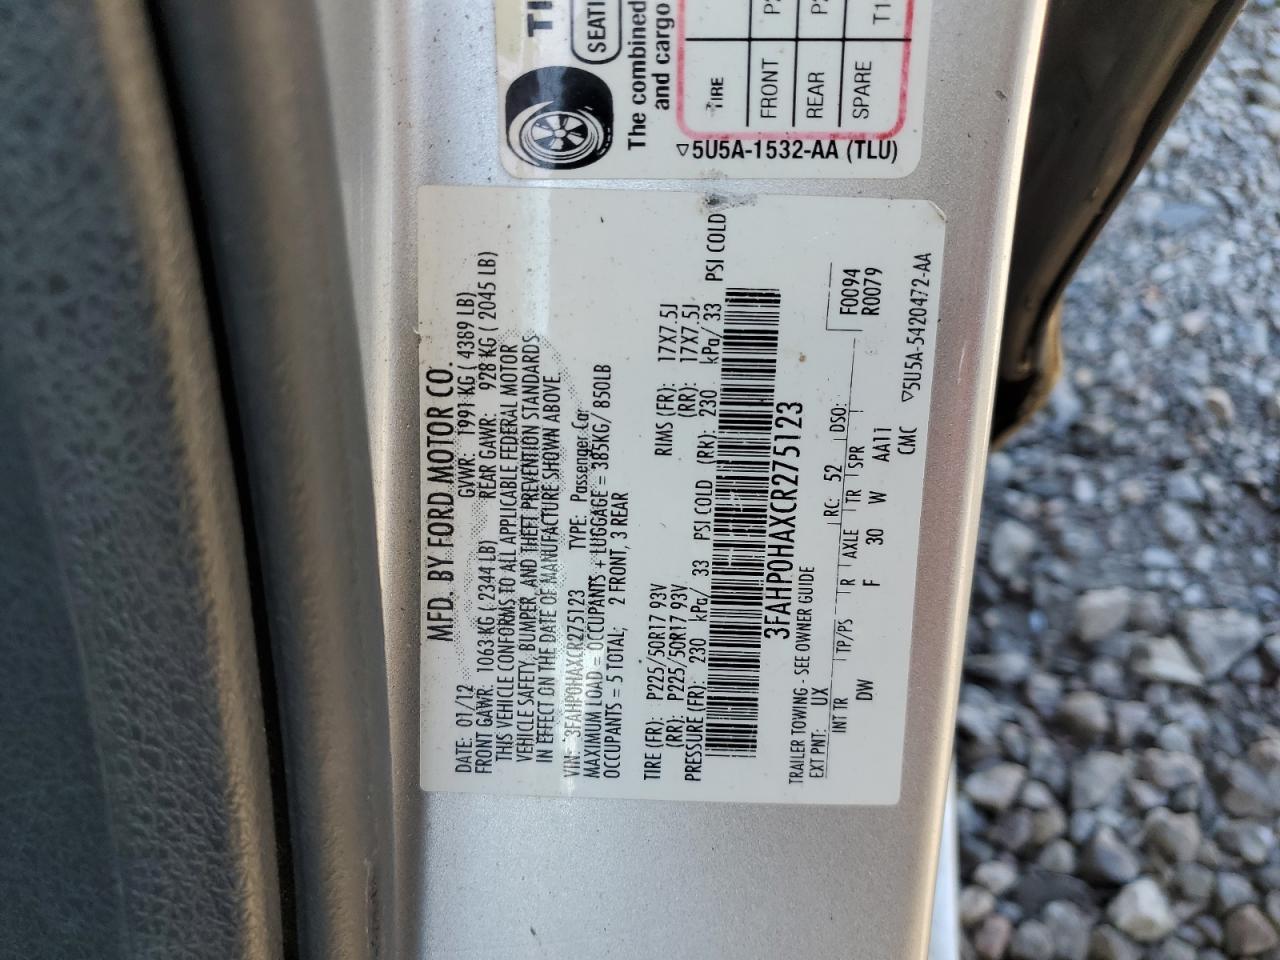 TI
SEATI
The combined
and cargo
TIRE
FRONT P2
REAR P2
SPARE T1
5U5A-1532-AA (TLU)
MFD. BY FORD MOTOR CO.
DATE: 01/12 GVWR: 1991 KG ( 4389 LB)
FRONT GAWR: 1063 KG ( 2344 LB) REAR GAWR: 928 KG ( 2045 LB)
THIS VEHICLE CONFORMS TO ALL APPLICABLE FEDERAL MOTOR
VEHICLE SAFETY, BUMPER, AND THEFT PREVENTION STANDARDS
IN EFFECT ON THE DATE OF MANUFACTURE SHOWN ABOVE
VIN: 3FAHP0HAXCR275123 TYPE: Passenger Car
MAXIMUM LOAD = OCCUPANTS + LUGGAGE = 385KG/ 850LB
OCCUPANTS = 5 TOTAL; 2 FRONT, 3 REAR
TIRE (FR): P225/50R17 93V RIMS (FR): 17X7.5J
(RR): P225/50R17 93V (RR): 17X7.5J
PRESSURE (FR): 230 kPa/ 33 PSI COLD (RR): 230 kPa/ 33 PSI COLD
3FAHP0HAXCR275123
TRAILER TOWING - SEE OWNER GUIDE F0094
EXT PNT: UX RC: 52 DSO: R0079
INT TR TP/PS R AXLE TR SPR
DW F 30 W AA11
CMC
5U5A-5420472-AA